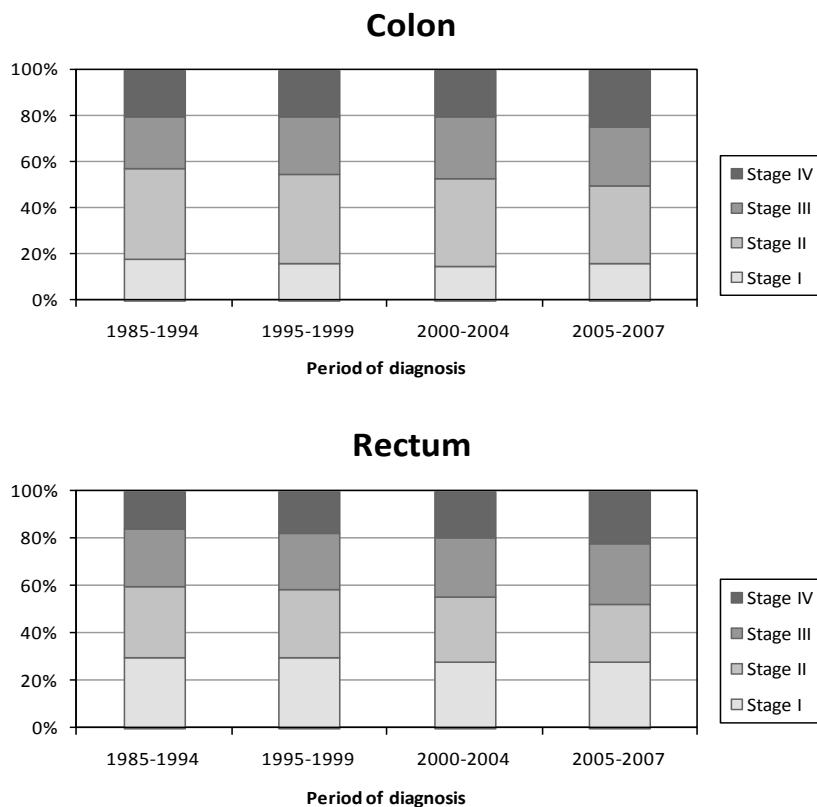 Colon
100%
80%
60%
40%
20%
0%
1985-1994 1995-1999 2000-2004 2005-2007
Period of diagnosis
Stage IV
Stage III
Stage II
Stage I
Rectum
100%
80%
60%
40%
20%
0%
1985-1994 1995-1999 2000-2004 2005-2007
Period of diagnosis
Stage IV
Stage III
Stage II
Stage I